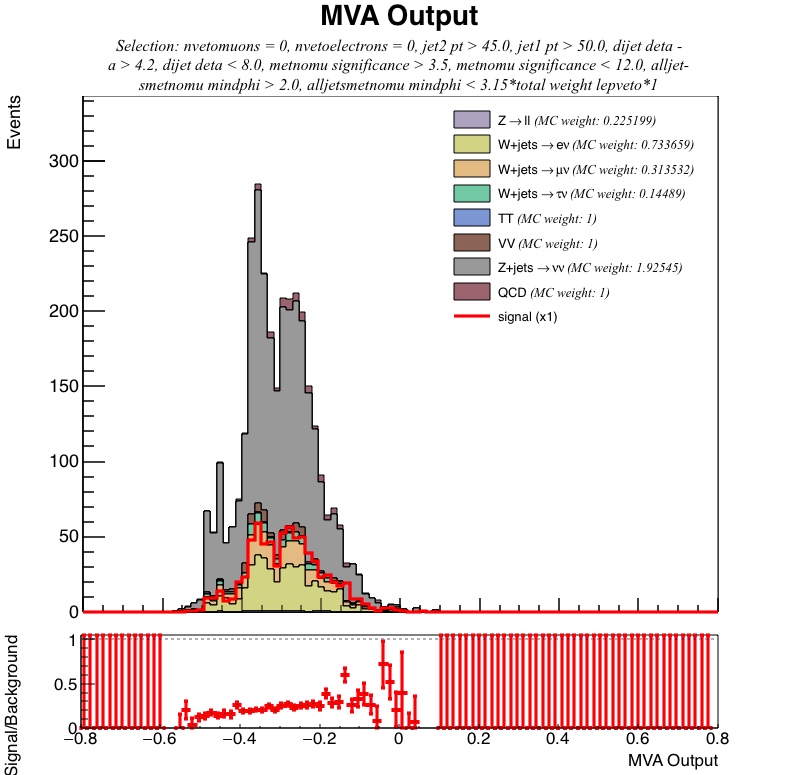 MVA Output
Selection: nvetomuons = 0, nvetoelectrons = 0, jet2 pt > 45.0, jet1 pt > 50.0, dijet deta -
a > 4.2, dijet deta < 8.0, metnomu significance > 3.5, metnomu significance < 12.0, alljet-
smetnomu mindphi > 2.0, alljetsmetnomu mindphi < 3.15*total weight lepveto*1
Events
300
250
200
150
100
50
0
Z→ll (MC weight: 0.225199)
W+jets→eν (MC weight: 0.733659)
W+jets→μν (MC weight: 0.313532)
W+jets→τν (MC weight: 0.14489)
TT (MC weight: 1)
VV (MC weight: 1)
Z+jets→νν (MC weight: 1.92545)
QCD (MC weight: 1)
signal (x1)
Signal/Background
1
0.5
0
−0.8 −0.6 −0.4 −0.2 0 0.2 0.4 0.6 0.8
MVA Output